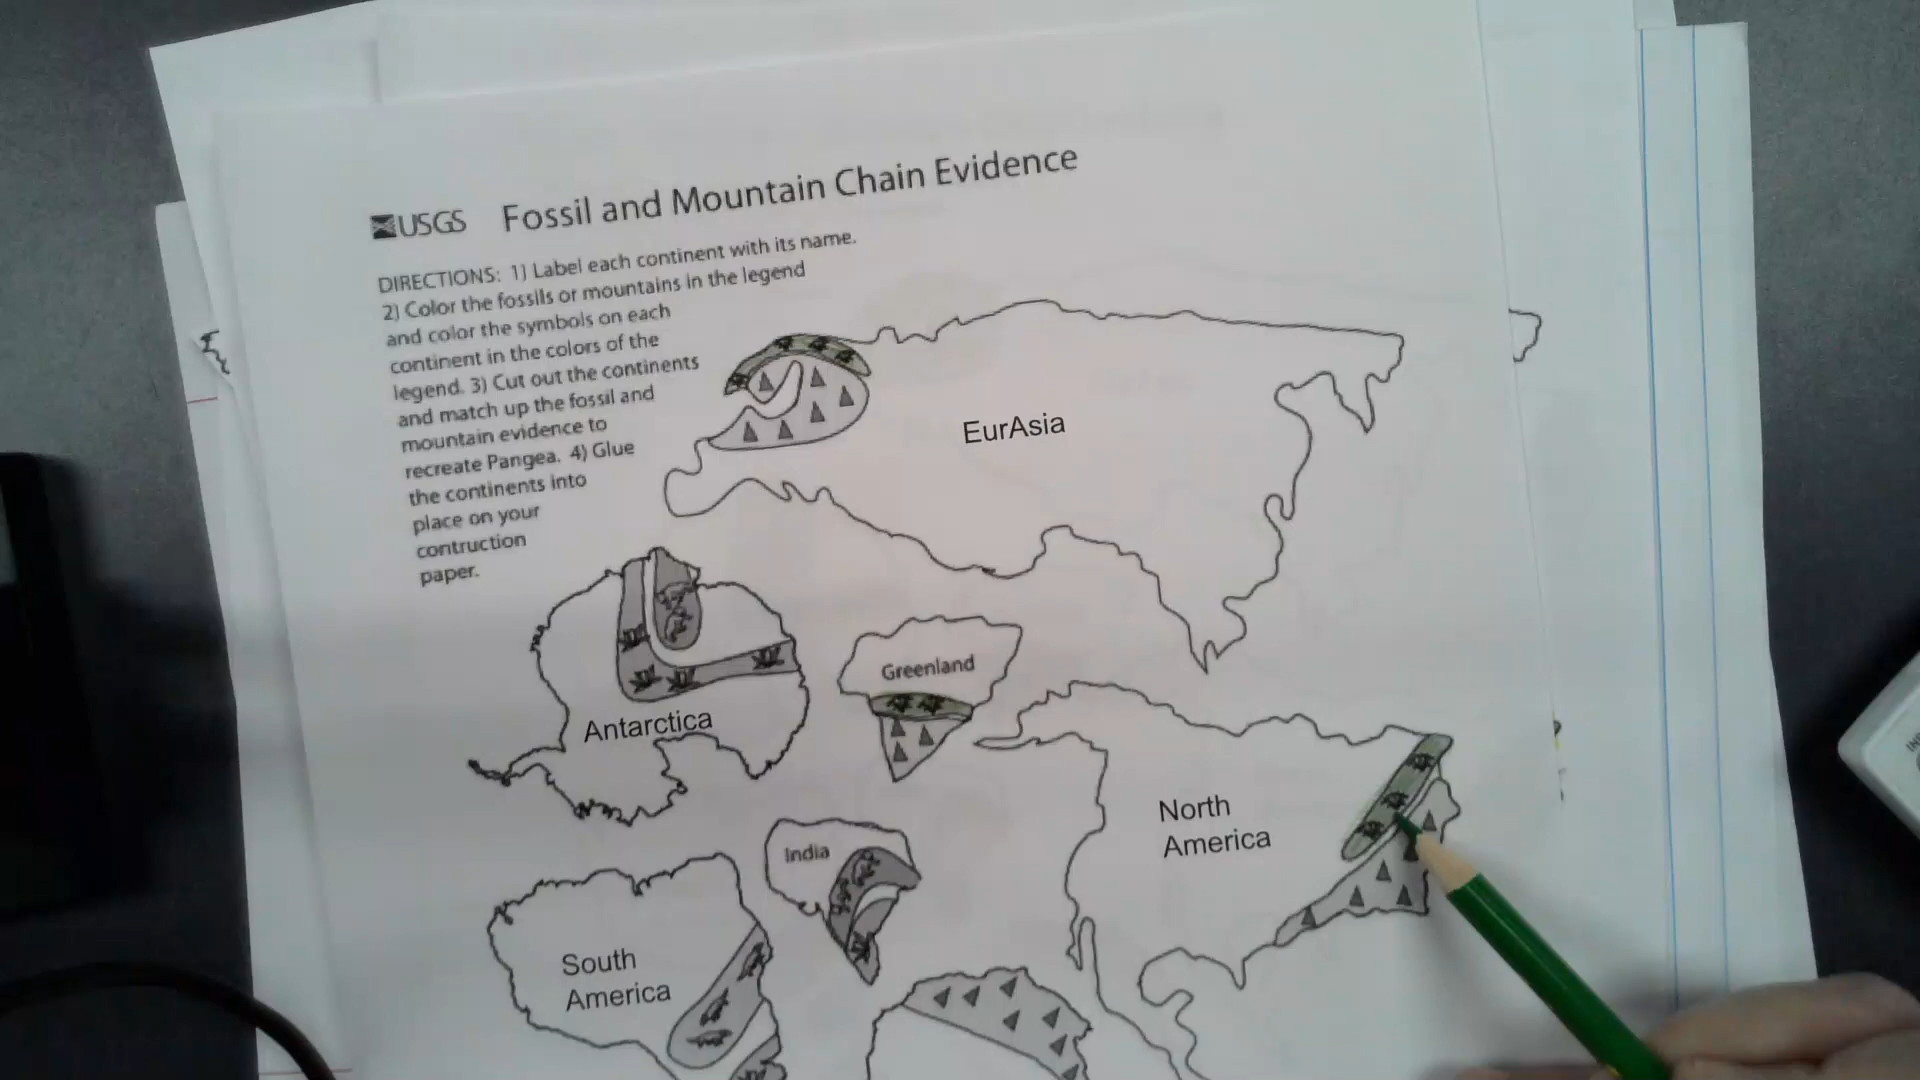 USGS Fossil and Mountain Chain Evidence
DIRECTIONS: 1) Label each continent with its name.
2) Color the fossils or mountains in the legend
and color the symbols on each
continent in the colors of the
legend. 3) Cut out the continents
and match up the fossil and
mountain evidence to
recreate Pangea. 4) Glue
the continents into
place on your
contruction
paper.
EurAsia
Antarctica
Greenland
North
America
India
South
America